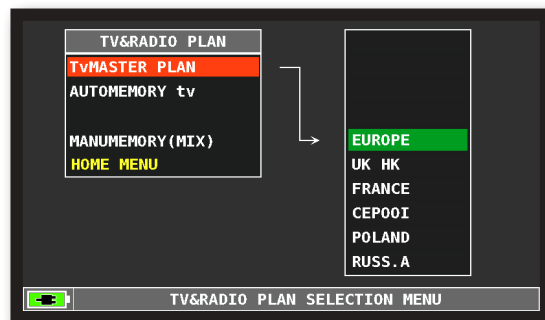 TV&RADIO PLAN
TvMASTER PLAN
AUTOMEMORY tv
MANUMEMORY(MIX)
HOME MENU
EUROPE
UK HK
FRANCE
CEPOOI
POLAND
RUSS.A
TV&RADIO PLAN SELECTION MENU